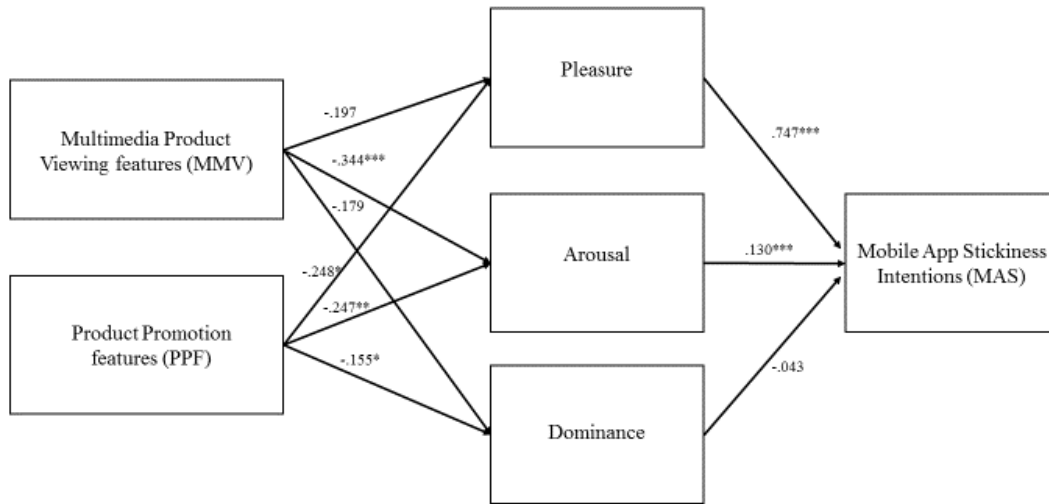 Pleasure
Multimedia Product
Viewing features (MMV)
-.197
-.344***
-.179
.747***
Arousal
.130***
Mobile App Stickiness
Intentions (MAS)
Product Promotion
features (PPF)
-.248*
-.247**
-.155*
Dominance
-.043